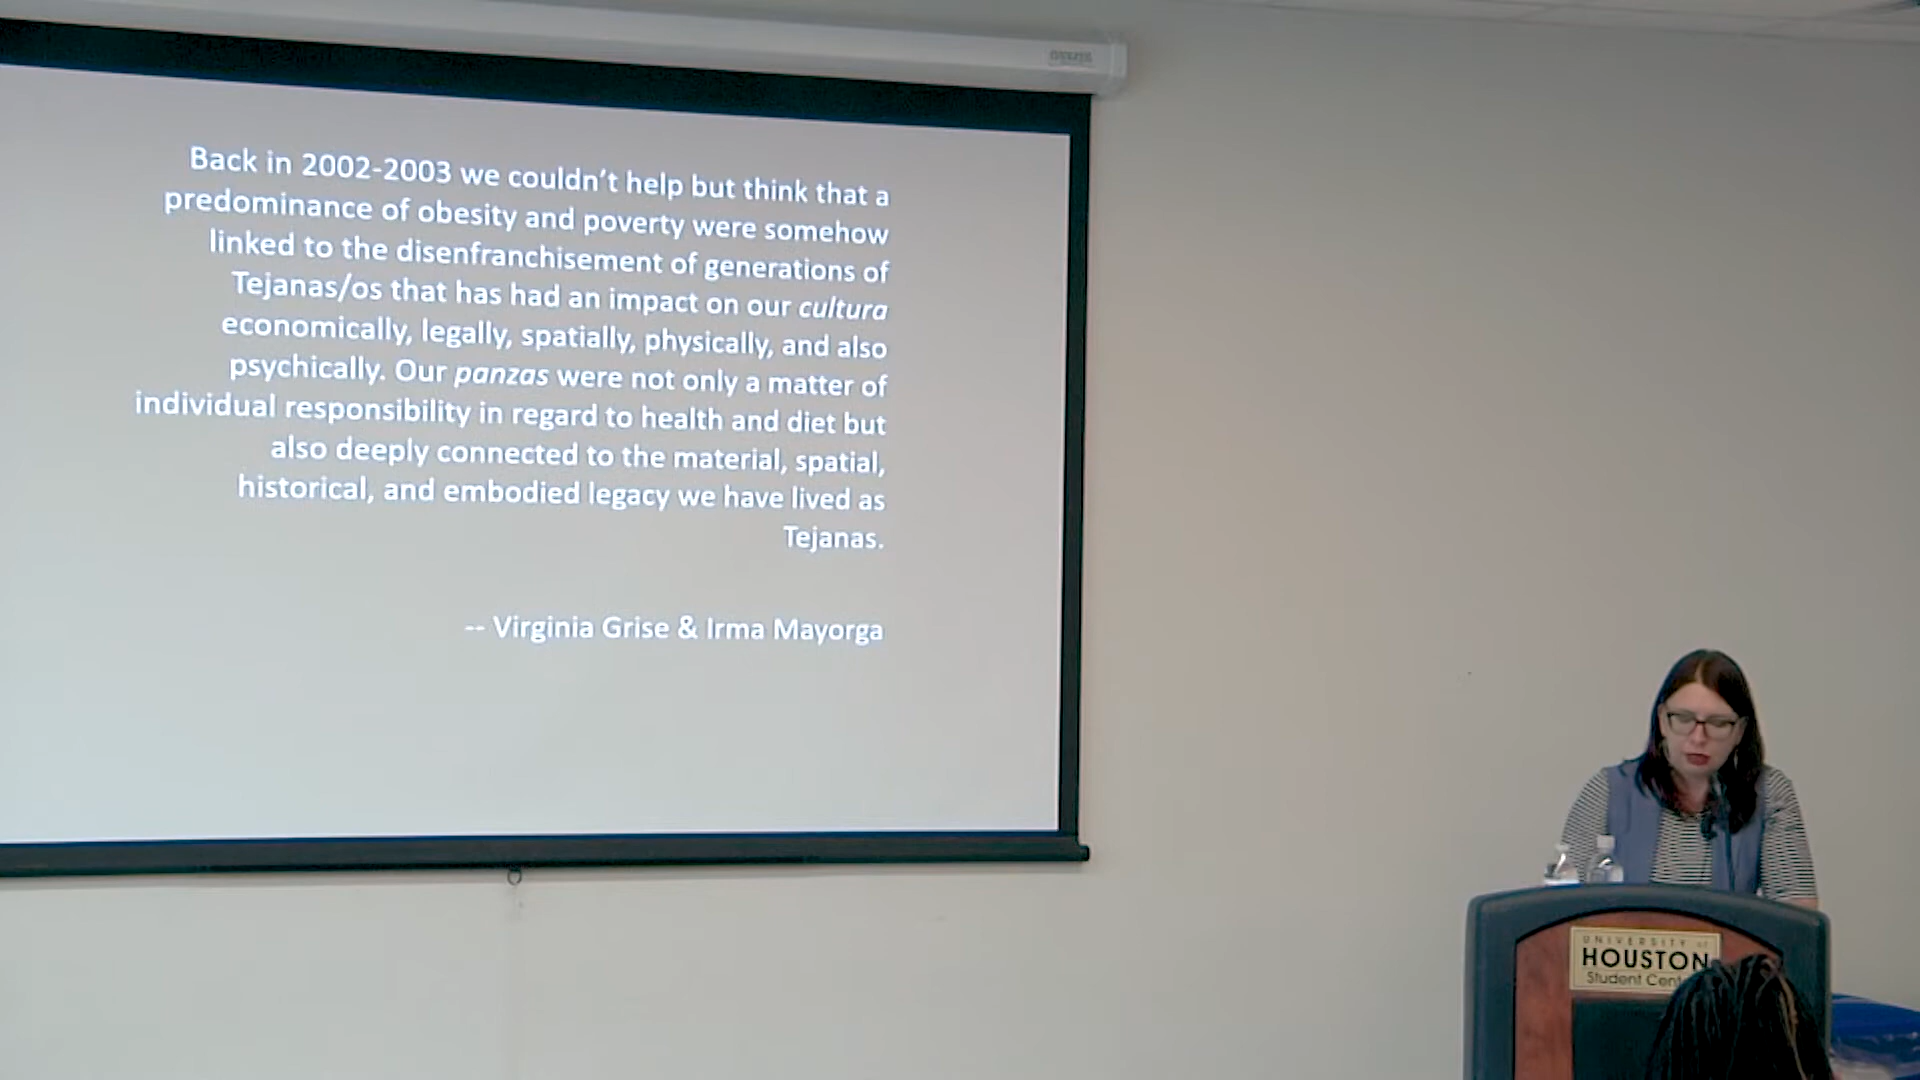 Back in 2002-2003 we couldn't help but think that a
predominance of obesity and poverty were somehow
linked to the disenfranchisement of generations of
Tejanas/os that has had an impact on our cultura
economically, legally, spatially, physically, and also
psychically. Our panzas were not only a matter of
individual responsibility in regard to health and diet but
also deeply connected to the material, spatial,
historical, and embodied legacy we have lived as
Tejanas.
-- Virginia Grise & Irma Mayorga
UNIVERSITY of
HOUSTON
Student Cent